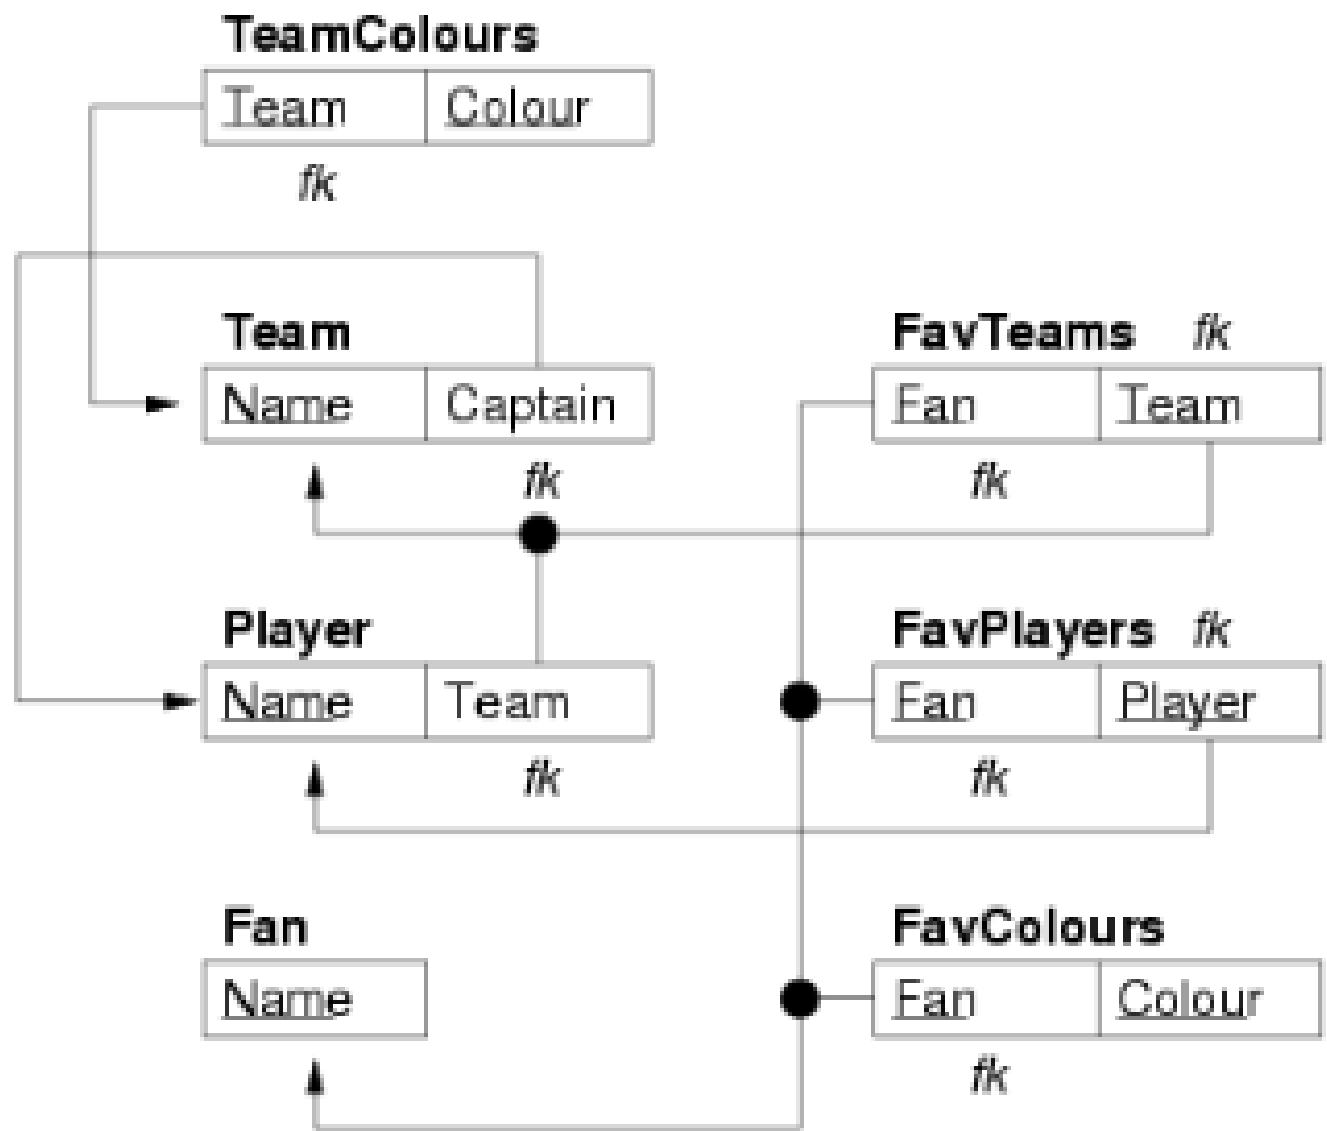 TeamColours
Team Colour
fk
Team
Name Captain
fk
FavTeams fk
Fan Team
fk
Player
Name Team
fk
FavPlayers fk
Fan Player
fk
Fan
Name
FavColours
Fan Colour
fk